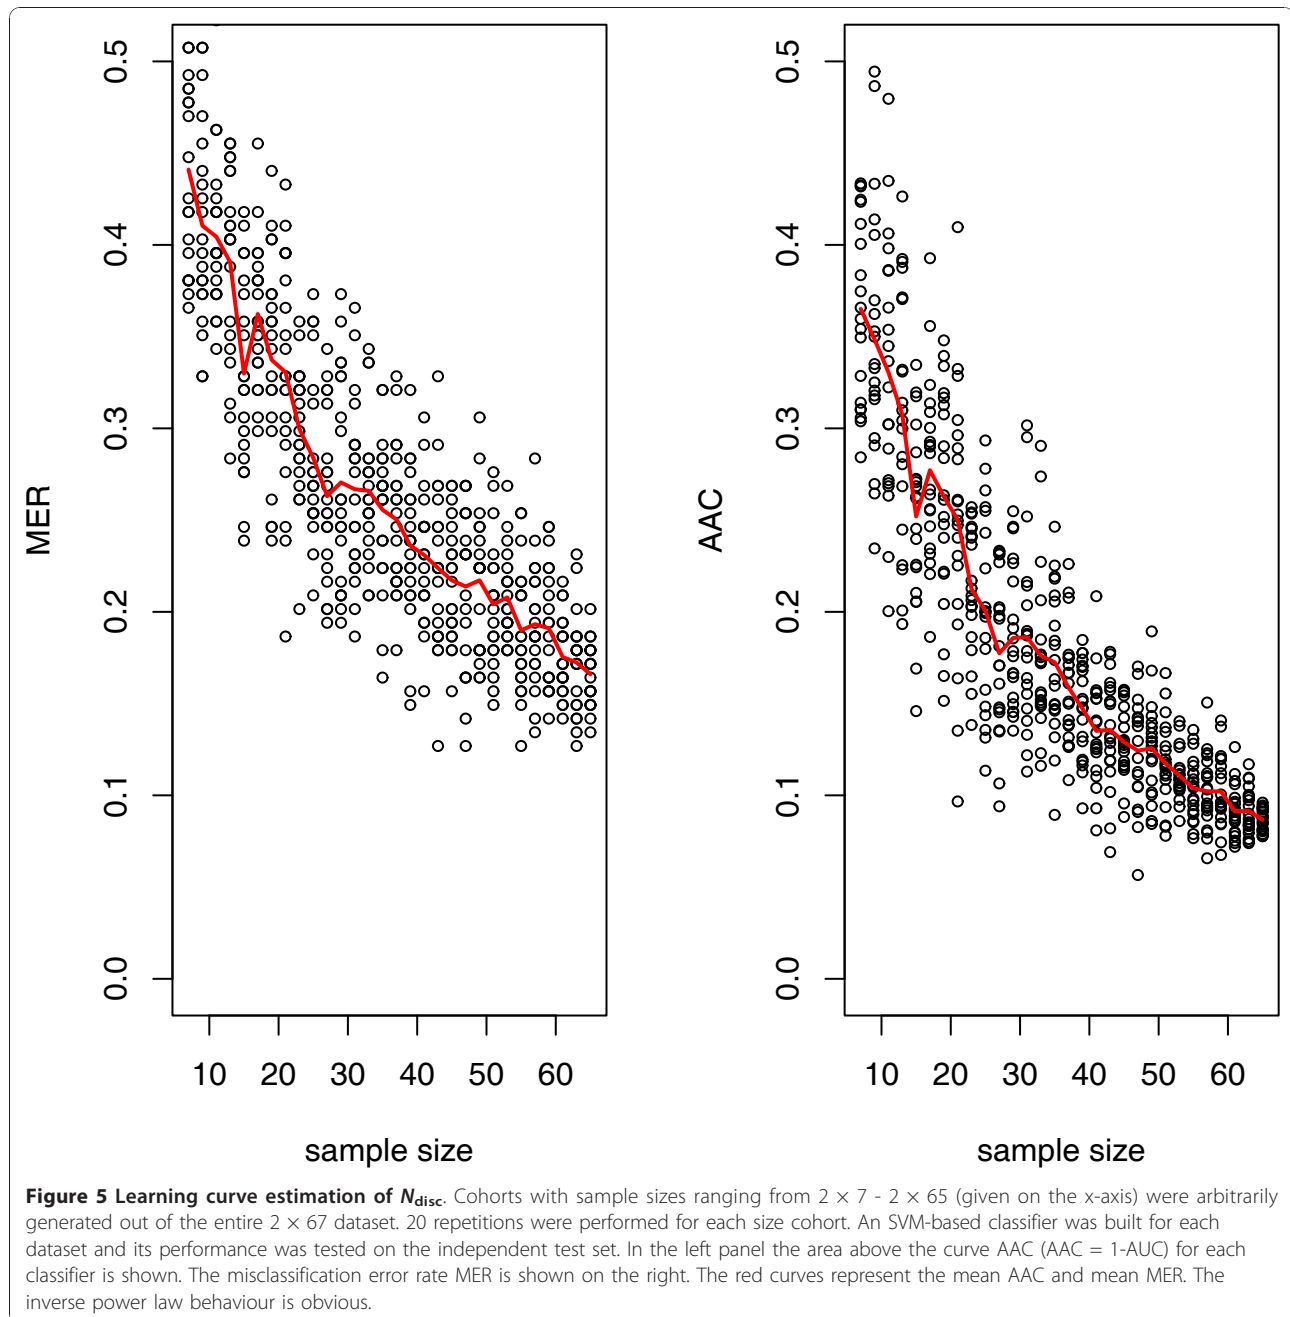 0.5
0.4
0.3
0.2
0.1
0.0
MER
10 20 30 40 50 60
sample size
0.5
0.4
0.3
0.2
0.1
0.0
AAC
10 20 30 40 50 60
sample size
Figure 5 Learning curve estimation of Ndisc. Cohorts with sample sizes ranging from 2 × 7 - 2 × 65 (given on the x-axis) were arbitrarily
generated out of the entire 2 × 67 dataset. 20 repetitions were performed for each size cohort. An SVM-based classifier was built for each
dataset and its performance was tested on the independent test set. In the left panel the area above the curve AAC (AAC = 1-AUC) for each
classifier is shown. The misclassification error rate MER is shown on the right. The red curves represent the mean AAC and mean MER. The
inverse power law behaviour is obvious.